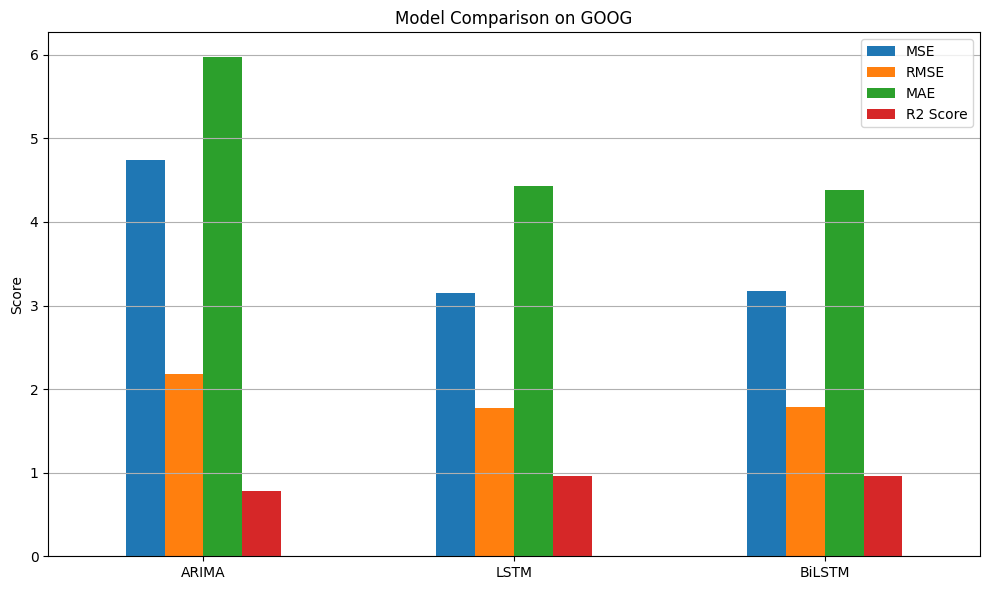 Model Comparison on GOOG
MSE
RMSE
MAE
R2 Score
Score
6
5
4
3
2
1
0
ARIMA
LSTM
BiLSTM